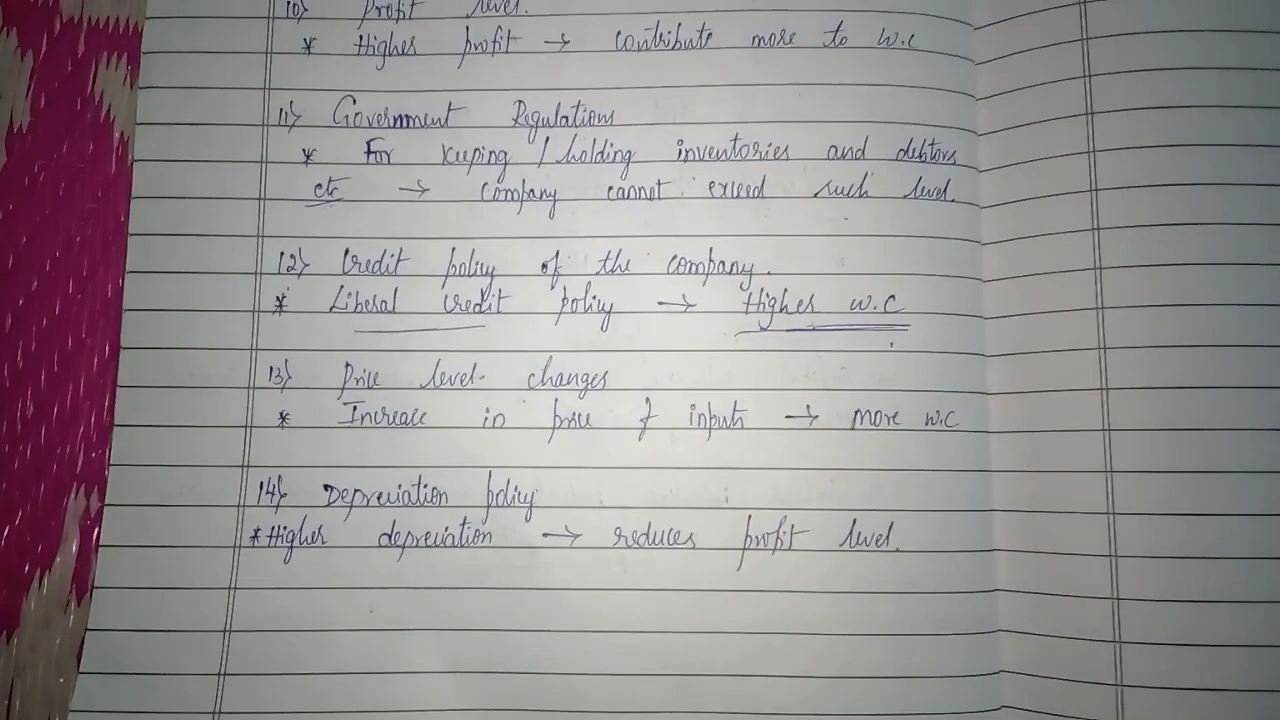 10) Profit level.
* Higher profit → contribute more to W.C
11) Government Regulations
* For keeping / holding inventories and debtors
etc → company cannot exceed such level.
12) Credit policy of the company.
* Liberal credit policy → Higher W.C
13) Price level changes
* Increase in price of inputs → more W.C
14) Depreciation policy
* Higher depreciation → reduces profit level.